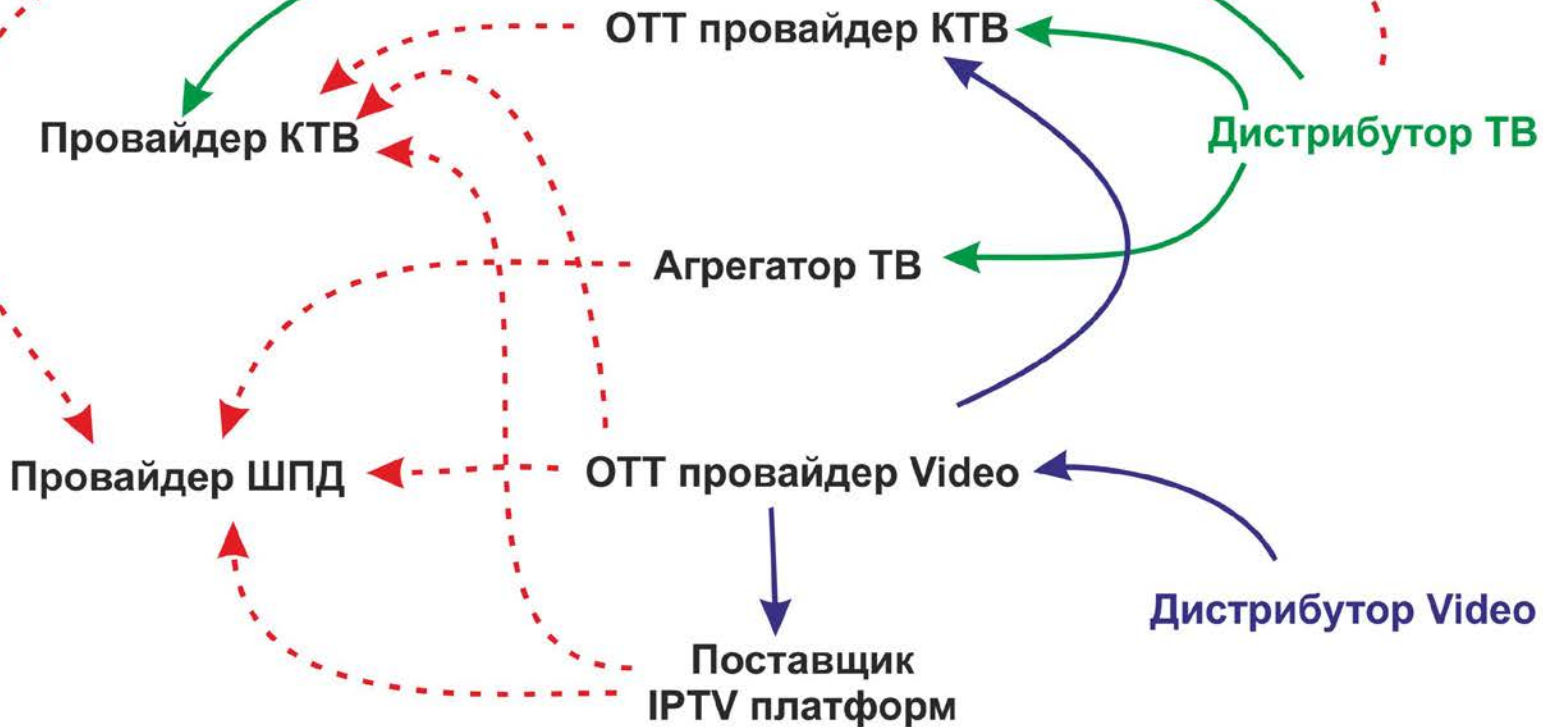 ОТТ провайдер КТВ
Провайдер КТВ
Дистрибутор ТВ
Агрегатор ТВ
Провайдер ШПД
ОТТ провайдер Video
Дистрибутор Video
Поставщик
IPTV платформ